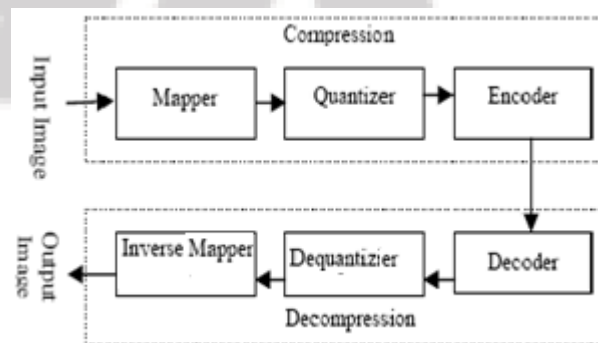 Compression
Input Image
Mapper
Quantizer
Encoder
Output
Image
Inverse Mapper
Dequantizier
Decoder
Decompression